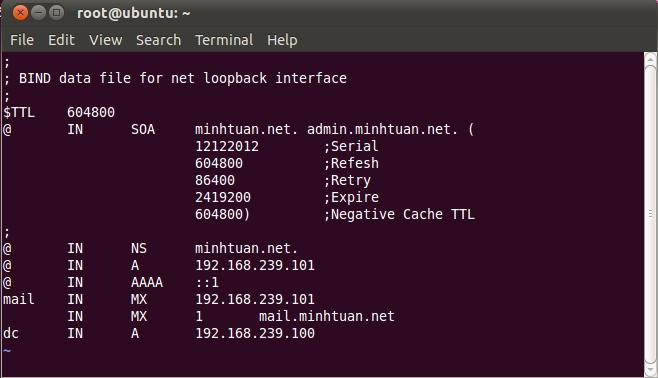 root@ubuntu: ~
File Edit View Search Terminal Help
;
; BIND data file for net loopback interface
;
$TTL 604800
@ IN SOA minhtuan.net. admin.minhtuan.net. (
12122012 ;Serial
604800 ;Refesh
86400 ;Retry
2419200 ;Expire
604800) ;Negative Cache TTL
;
@ IN NS minhtuan.net.
@ IN A 192.168.239.101
@ IN AAAA ::1
mail IN MX 192.168.239.101
IN MX 1 mail.minhtuan.net
dc IN A 192.168.239.100
~